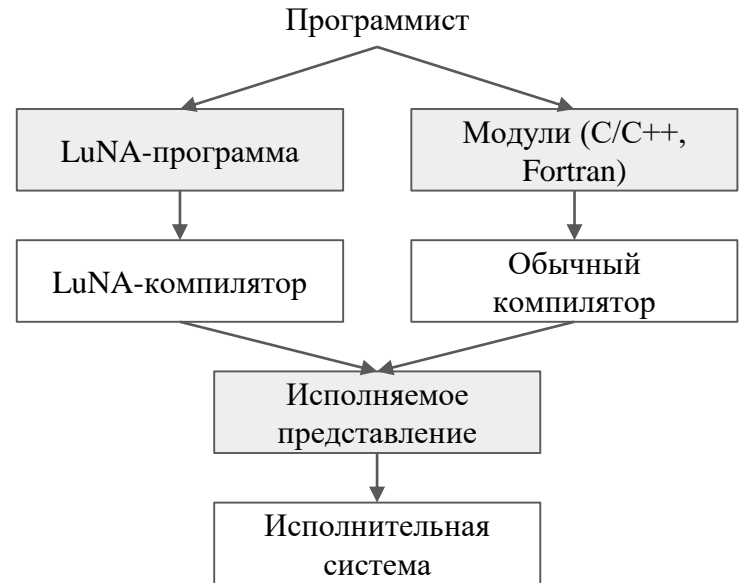 Программист
LuNA-программа
Модули (C/C++,
Fortran)
LuNA-компилятор
Обычный
компилятор
Исполняемое
представление
Исполнительная
система